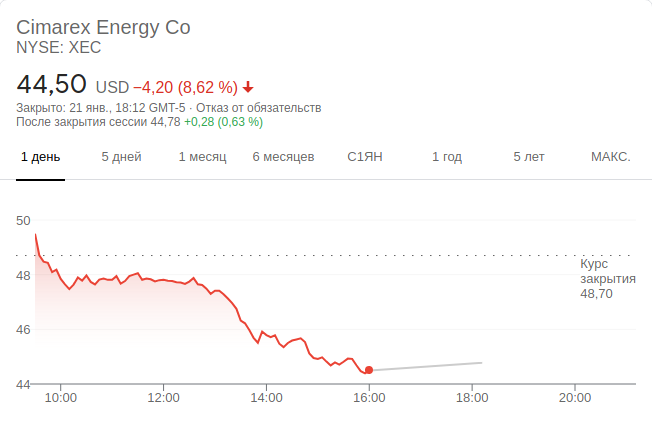 Cimarex Energy Co
NYSE: XEC
44,50 USD −4,20 (8,62 %)
Закрыто: 21 янв., 18:12 GMT-5 · Отказ от обязательств
После закрытия сессии 44,78 +0,28 (0,63 %)
1 день 5 дней 1 месяц 6 месяцев С1ЯН 1 год 5 лет МАКС.
50
Курс
закрытия
48,70
48
46
44
10:00 12:00 14:00 16:00 18:00 20:00